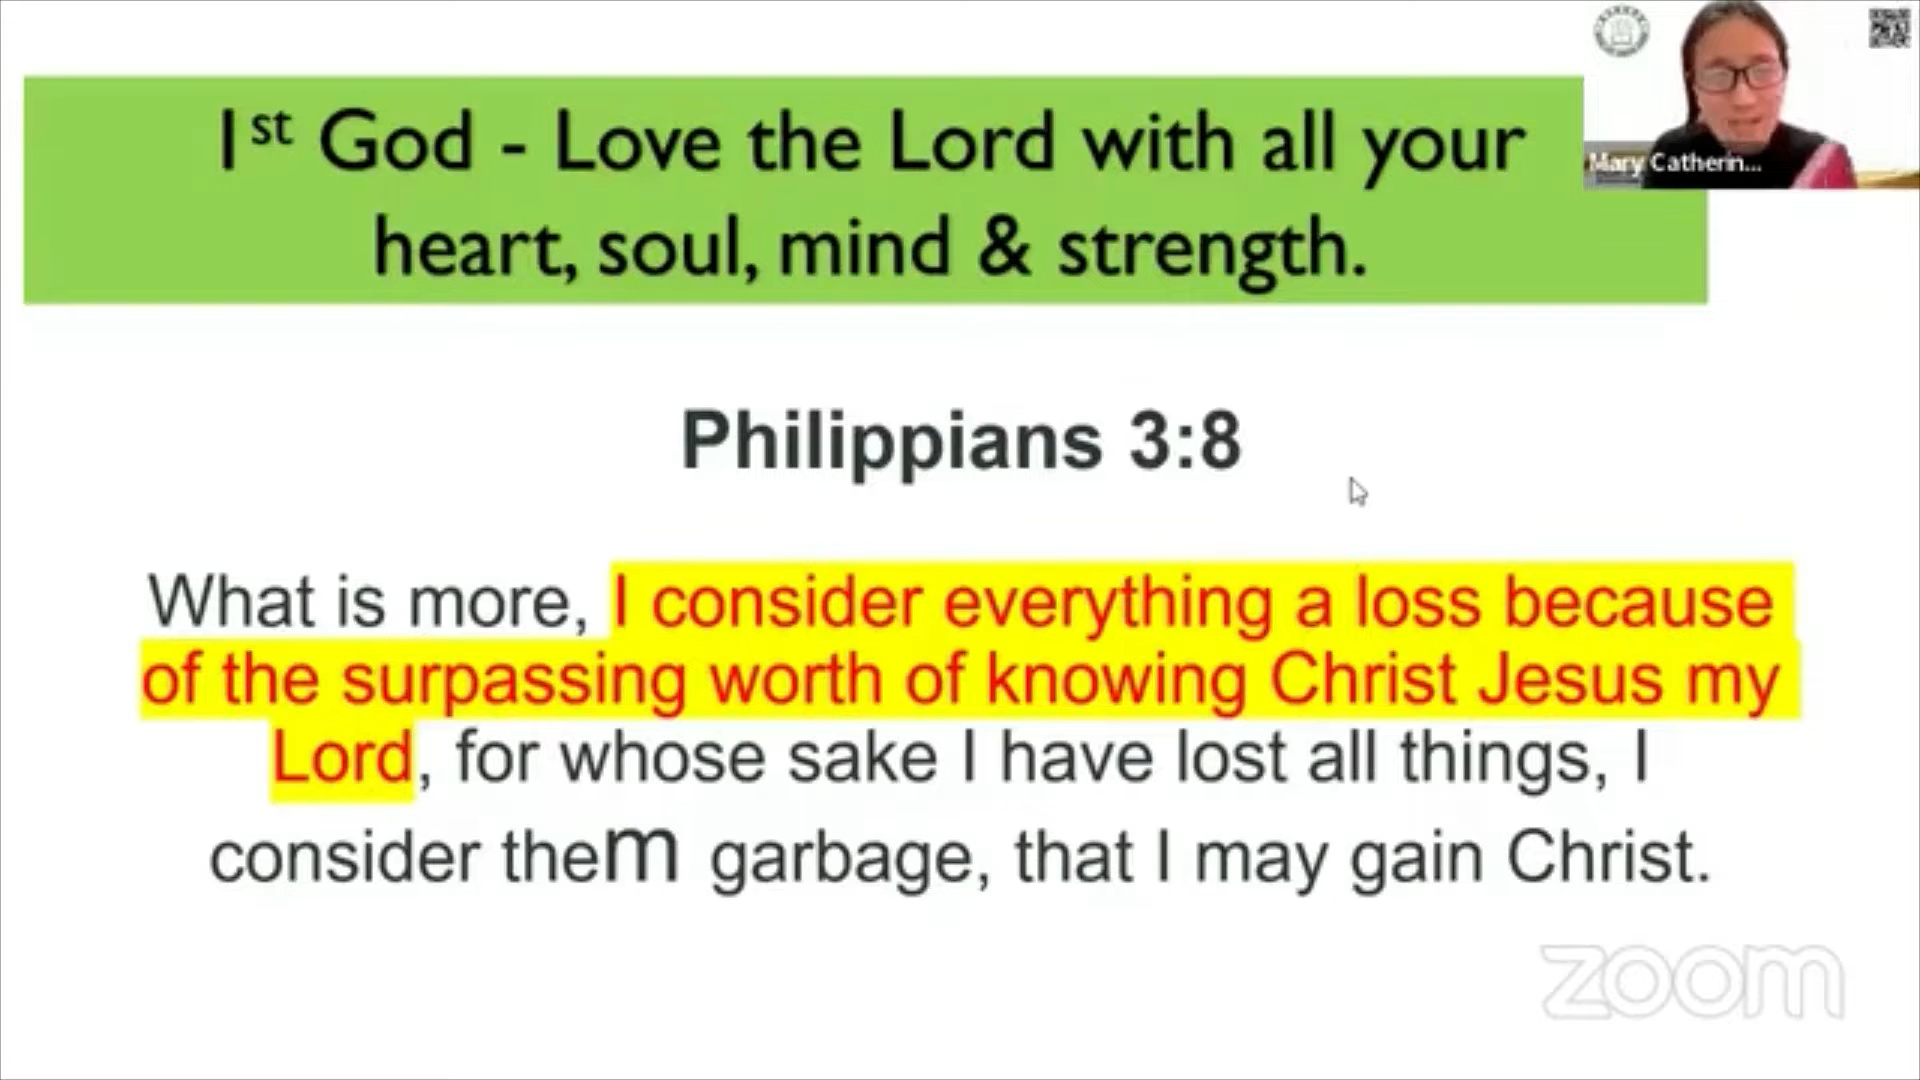 1st God - Love the Lord with all your
heart, soul, mind & strength.
Mary Catherin...
Philippians 3:8
What is more, I consider everything a loss because
of the surpassing worth of knowing Christ Jesus my
Lord, for whose sake I have lost all things, I
consider them garbage, that I may gain Christ.
zoom